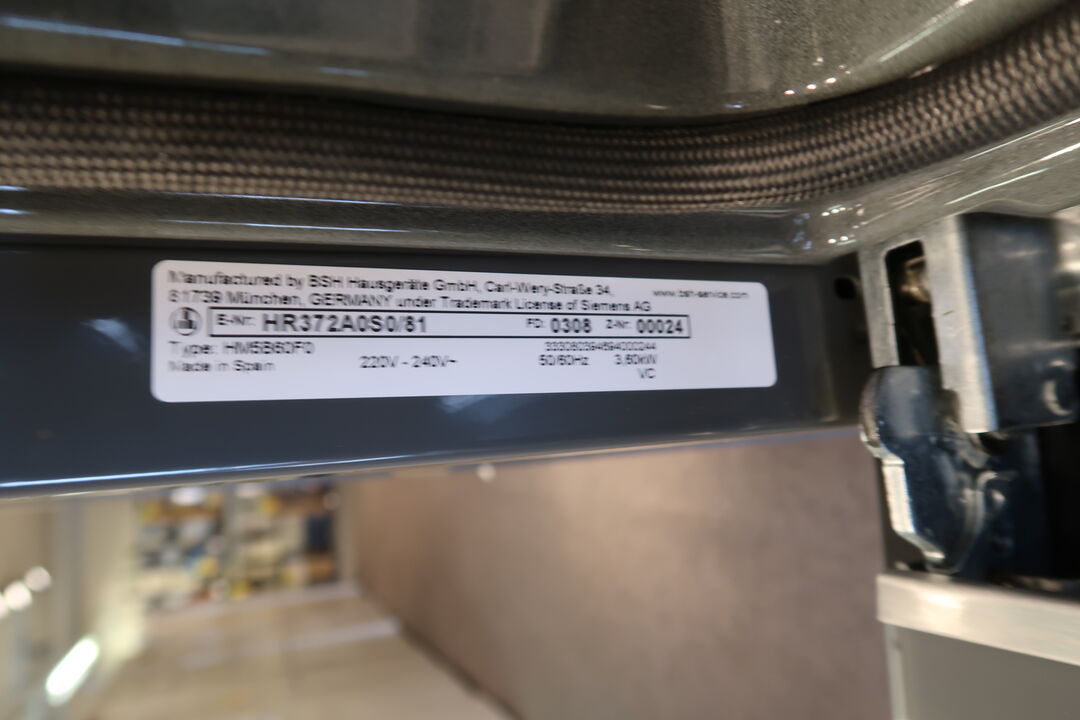 Manufactured by BSH Hausgeräte GmbH, Carl-Wery-Straße 34,
81739 München, GERMANY under Trademark License of Siemens AG
www.bsh-service.com
E-Nr. HR372A0S0/81 FD: 0308 Z-Nr. 00024
Type: HM5B60F0
Made in Spain
220V - 240V~
50/60Hz 3,60kW
VC